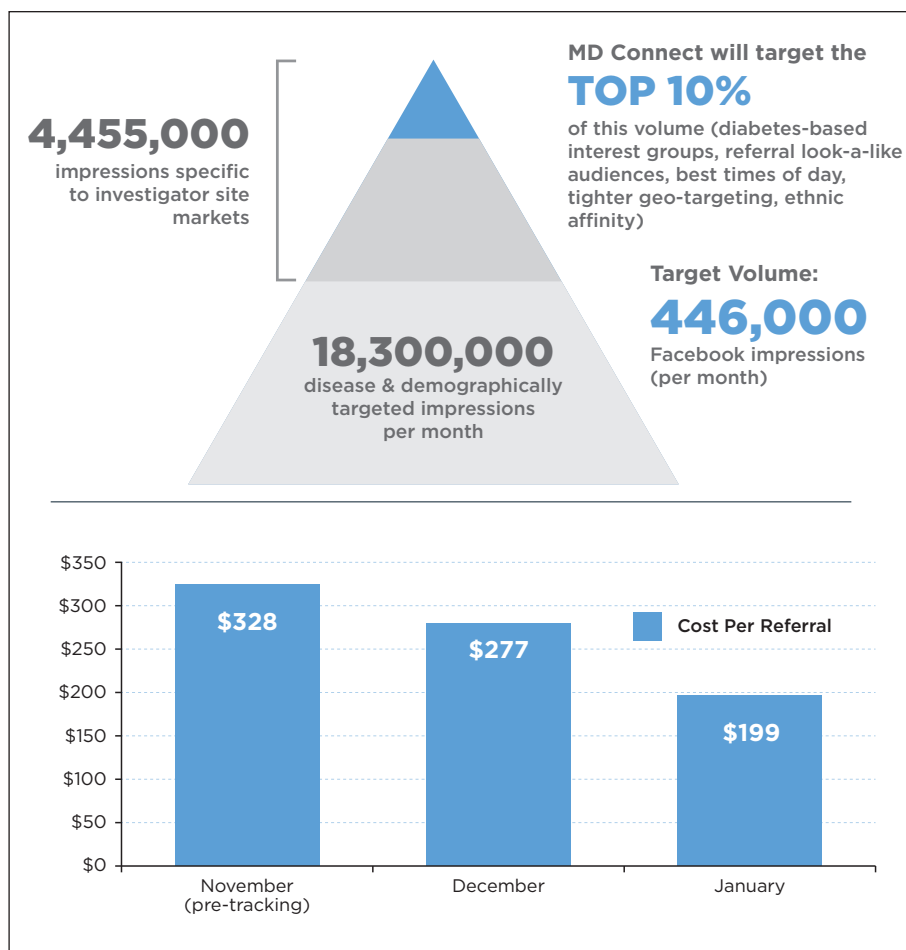 4,455,000
impressions specific
to investigator site
markets
MD Connect will target the
TOP 10%
of this volume (diabetes-based
interest groups, referral look-a-like
audiences, best times of day,
tighter geo-targeting, ethnic
affinity)
Target Volume:
446,000
Facebook impressions
(per month)
18,300,000
disease & demographically
targeted impressions
per month
$350
$300
$250
$200
$150
$100
$50
$0
$328
$277
$199
Cost Per Referral
November
(pre-tracking)
December
January